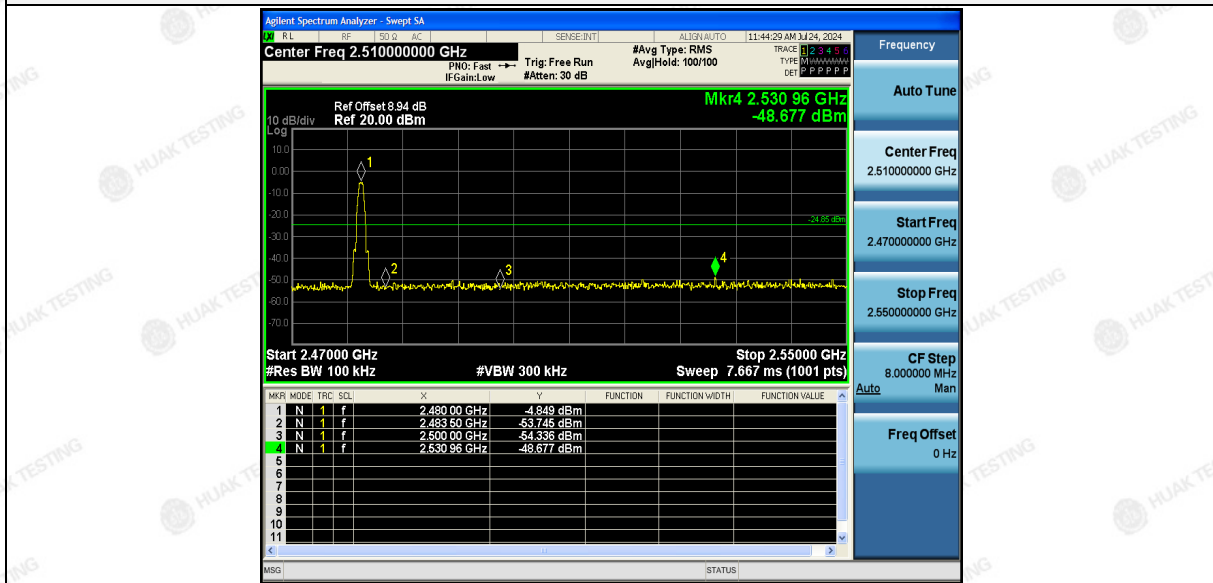 Agilent Spectrum Analyzer - Swept SA
LXI RL RF 50 Ω AC SENSE:INT ALIGN AUTO 11:44:29 AM Jul 24, 2024
Center Freq 2.510000000 GHz
PNO: Fast
IFGain:Low
Trig: Free Run
#Atten: 30 dB
#Avg Type: RMS
Avg|Hold: 100/100
TRACE 1 2 3 4 5 6
TYPE M WWWWW
DET P P P P P P
Mkr4 2.530 96 GHz
-48.677 dBm
Ref Offset 8.94 dB
10 dB/div Ref 20.00 dBm
Log
10.0
0.00
-10.0
-20.0
-30.0
-40.0
-50.0
-60.0
-70.0
1
2
3
4
-24.85 dBm
Start 2.47000 GHz Stop 2.55000 GHz
#Res BW 100 kHz #VBW 300 kHz Sweep 7.667 ms (1001 pts)
MKR MODE TRC SCL X Y FUNCTION FUNCTION WIDTH FUNCTION VALUE
1 N 1 f 2.480 00 GHz -4.849 dBm
2 N 1 f 2.483 50 GHz -53.745 dBm
3 N 1 f 2.500 00 GHz -54.336 dBm
4 N 1 f 2.530 96 GHz -48.677 dBm
5
6
7
8
9
10
11
MSG STATUS
Frequency
Auto Tune
Center Freq
2.510000000 GHz
Start Freq
2.470000000 GHz
Stop Freq
2.550000000 GHz
CF Step
8.000000 MHz
Auto Man
Freq Offset
0 Hz
HUAK TESTING
HUAK TESTING
HUAK TESTING
HUAK TESTING